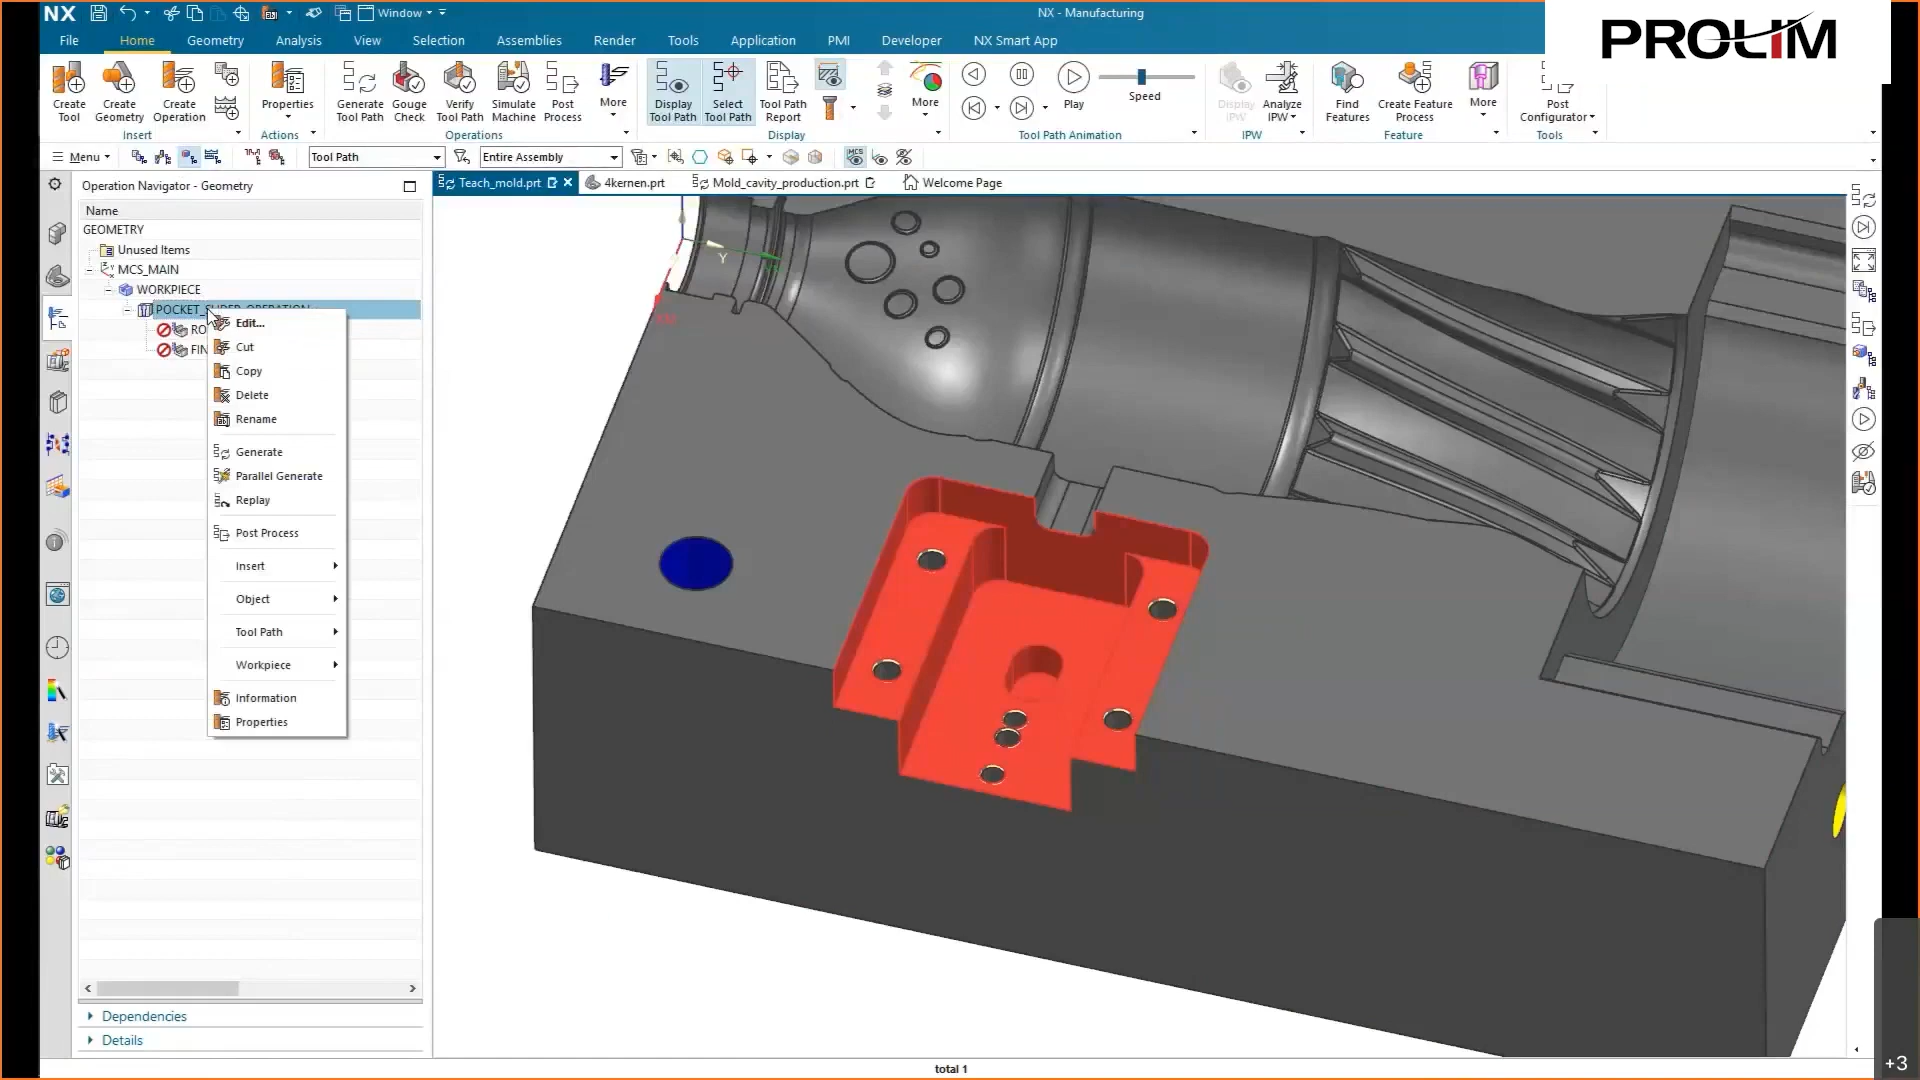 NX
Window
NX - Manufacturing
PROLIM
File Home Geometry Analysis View Selection Assemblies Render Tools Application PMI Developer NX Smart App
Create Tool
Create Geometry
Create Operation
Properties
Generate Tool Path
Gouge Check
Verify Tool Path
Simulate Machine
Post Process
More
Display Tool Path
Select Tool Path
Tool Path Report
More
Play
Speed
Display IPW
Analyze IPW
Find Features
Create Feature Process
More
Post Configurator
Insert Actions Operations Display Tool Path Animation IPW Feature Tools
Menu Tool Path Entire Assembly
Operation Navigator - Geometry
Teach_mold.prt 4kernen.prt Mold_cavity_production.prt Welcome Page
Name
GEOMETRY
Unused Items
MCS_MAIN
WORKPIECE
POCKET_
RO
FIN
Edit...
Cut
Copy
Delete
Rename
Generate
Parallel Generate
Replay
Post Process
Insert
Object
Tool Path
Workpiece
Information
Properties
Y
Dependencies
Details
total 1
+3